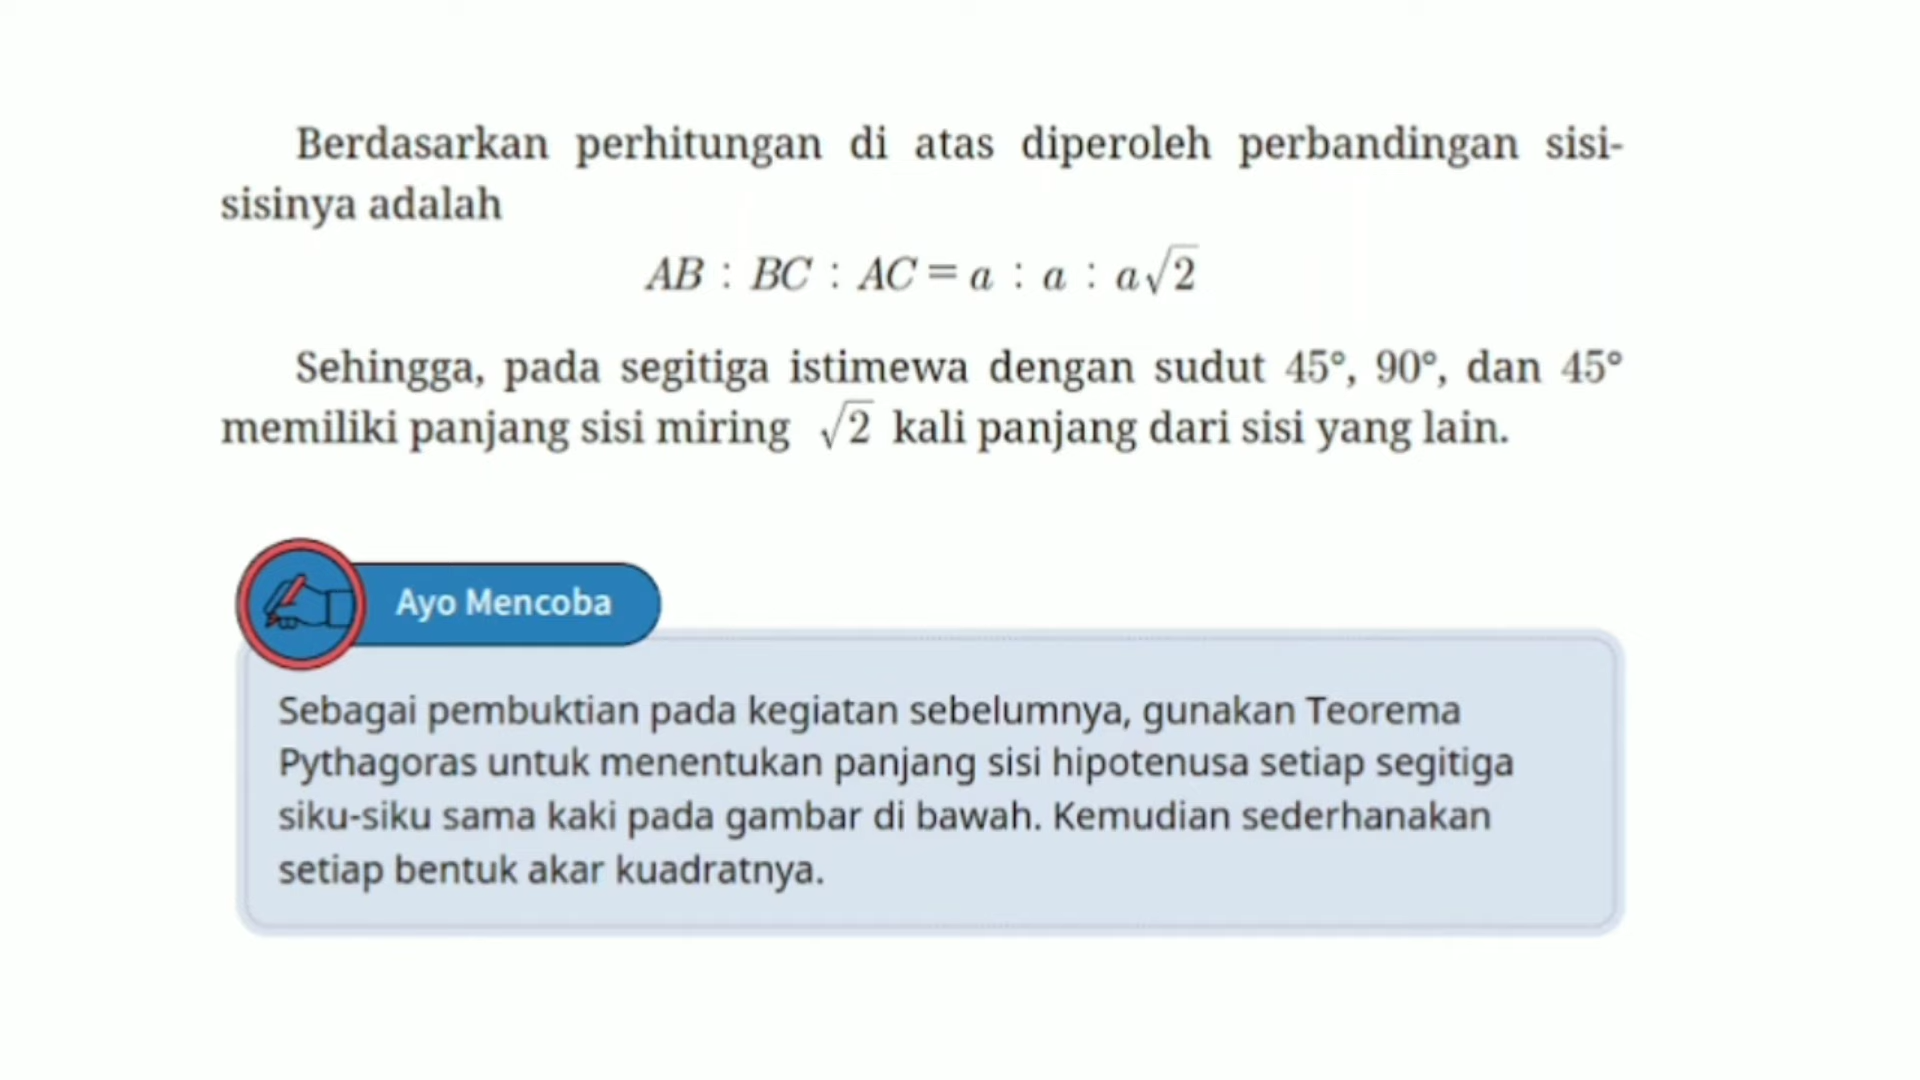 Berdasarkan perhitungan di atas diperoleh perbandingan sisi-
sisinya adalah
AB : BC : AC = a : a : a√2
Sehingga, pada segitiga istimewa dengan sudut 45°, 90°, dan 45°
memiliki panjang sisi miring √2 kali panjang dari sisi yang lain.
Ayo Mencoba
Sebagai pembuktian pada kegiatan sebelumnya, gunakan Teorema
Pythagoras untuk menentukan panjang sisi hipotenusa setiap segitiga
siku-siku sama kaki pada gambar di bawah. Kemudian sederhanakan
setiap bentuk akar kuadratnya.